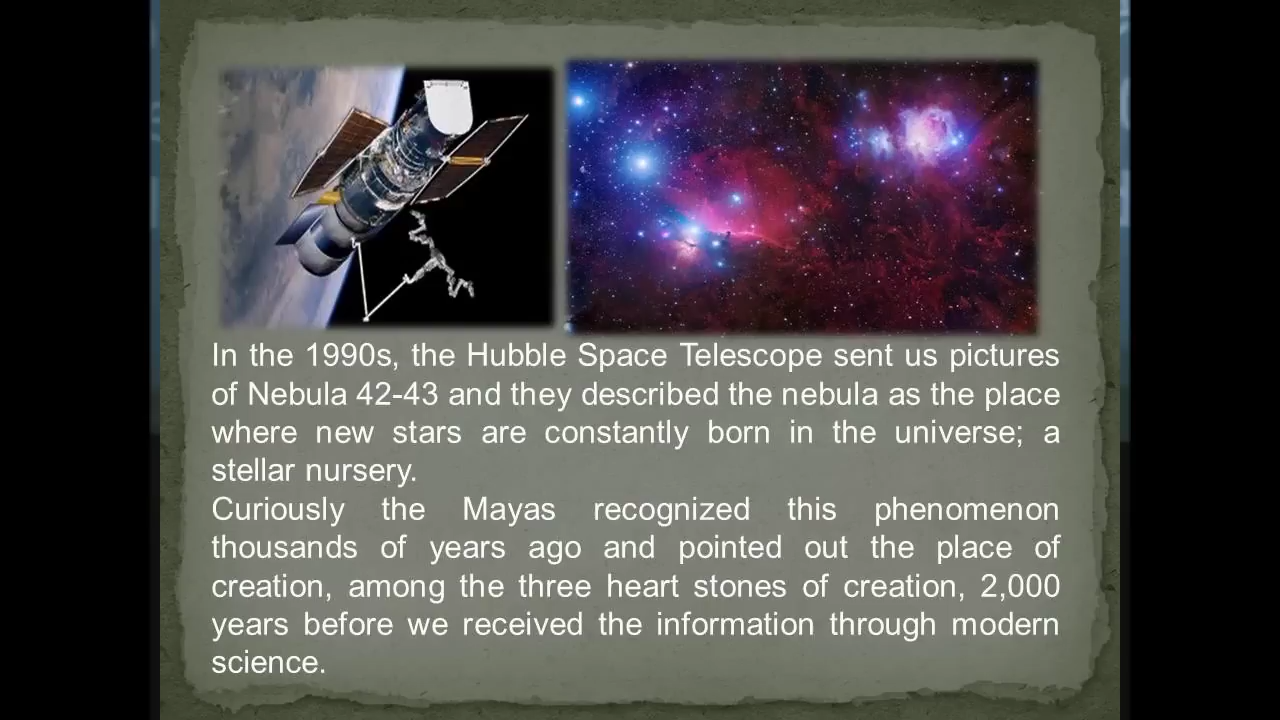 In the 1990s, the Hubble Space Telescope sent us pictures
of Nebula 42-43 and they described the nebula as the place
where new stars are constantly born in the universe; a
stellar nursery.
Curiously the Mayas recognized this phenomenon
thousands of years ago and pointed out the place of
creation, among the three heart stones of creation, 2,000
years before we received the information through modern
science.